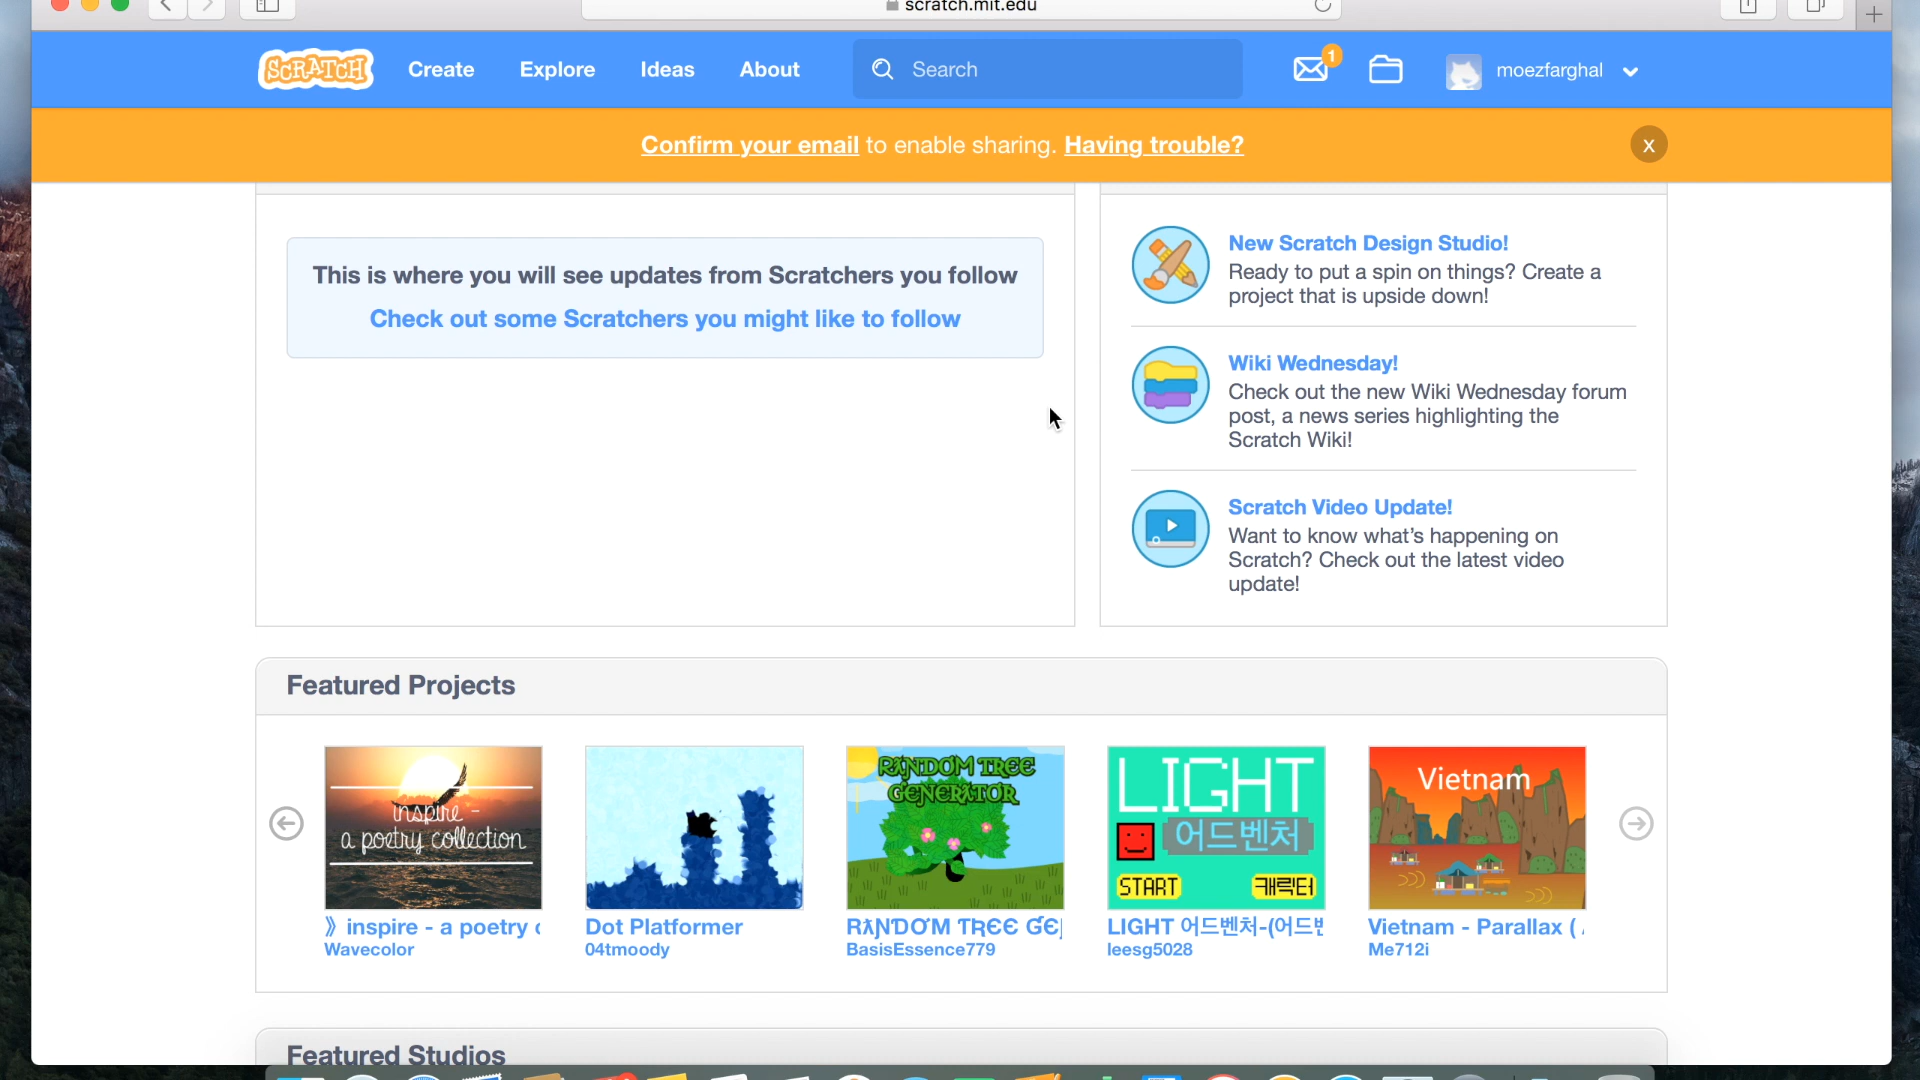 scratch.mit.edu
SCRATCH Create Explore Ideas About Search 1 moezfarghal
Confirm your email to enable sharing. Having trouble? x
This is where you will see updates from Scratchers you follow
Check out some Scratchers you might like to follow
New Scratch Design Studio!
Ready to put a spin on things? Create a
project that is upside down!
Wiki Wednesday!
Check out the new Wiki Wednesday forum
post, a news series highlighting the
Scratch Wiki!
Scratch Video Update!
Want to know what's happening on
Scratch? Check out the latest video
update!
Featured Projects
inspire -
a poetry collection
RANDOM TREE
GENERATOR
LIGHT
어드벤처
START 캐릭터
Vietnam
》 inspire - a poetry
Wavecolor
Dot Platformer
04tmoody
RλƝƊƠM ƬƦЄЄ ƓЄ
BasisEssence779
LIGHT 어드벤처-(어드
leesg5028
Vietnam - Parallax (
Me712i
Featured Studios